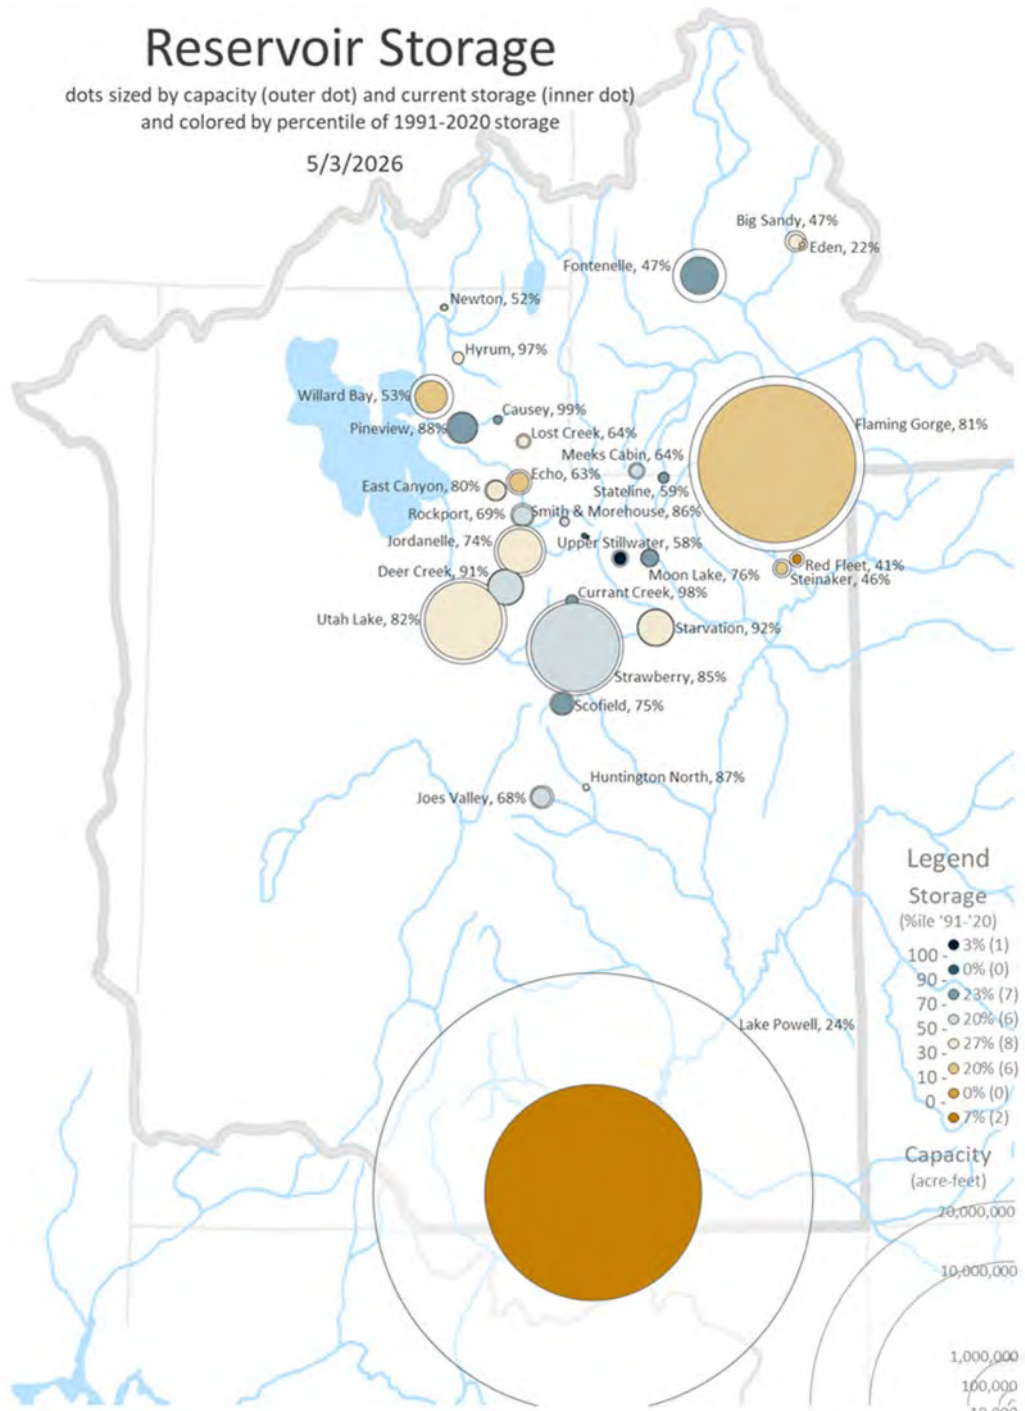 Reservoir Storage
dots sized by capacity (outer dot) and current storage (inner dot)
and colored by percentile of 1991-2020 storage
5/3/2026
Big Sandy, 47%
Eden, 22%
Fontenelle, 47%
Newton, 52%
Hyrum, 97%
Willard Bay, 53%
Causey, 99%
Pineview, 88%
Flaming Gorge, 81%
Lost Creek, 64%
Meeks Cabin, 64%
Echo, 63%
East Canyon, 80%
Stateline, 59%
Rockport, 69%
Smith & Morehouse, 86%
Jordanelle, 74%
Upper Stillwater, 58%
Red Fleet, 41%
Deer Creek, 91%
Moon Lake, 76%
Steinaker, 46%
Currant Creek, 98%
Utah Lake, 82%
Starvation, 92%
Strawberry, 85%
Scofield, 75%
Huntington North, 87%
Joes Valley, 68%
Lake Powell, 24%
Legend
Storage
(%ile '91-'20)
3% (1)
100 -
0% (0)
90 -
23% (7)
70 -
20% (6)
50 -
27% (8)
30 -
20% (6)
10 -
0% (0)
0 -
7% (2)
Capacity
(acre-feet)
20,000,000
10,000,000
1,000,000
100,000